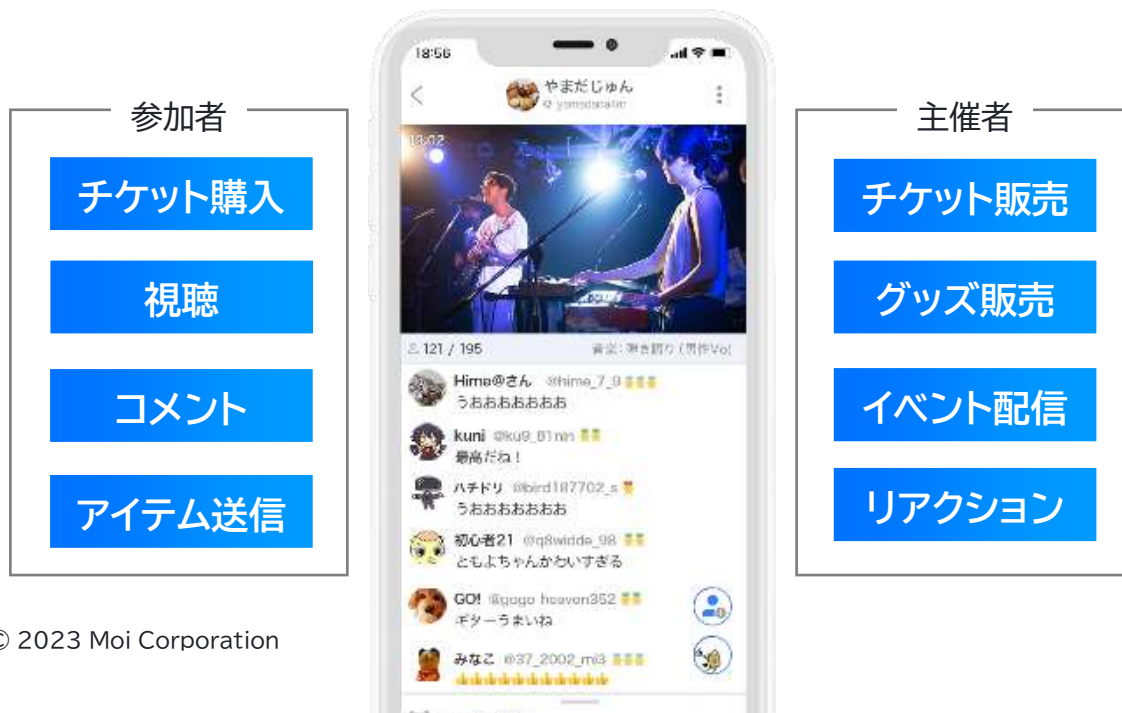 参加者
チケット購入
視聴
コメント
アイテム送信
18:56
やまだじゅん
121 / 195
Hime@さん @hime_7_9
うおおおおおおお
kuni
最高だね！
ハチドリ @bird187702_s
うおおおおおおお
初心者21 @q8widde_98
ともよちゃんかわいすぎる
GO!
ギターうまいね
みなこ @37_2002_mi3
主催者
チケット販売
グッズ販売
イベント配信
リアクション
© 2023 Moi Corporation